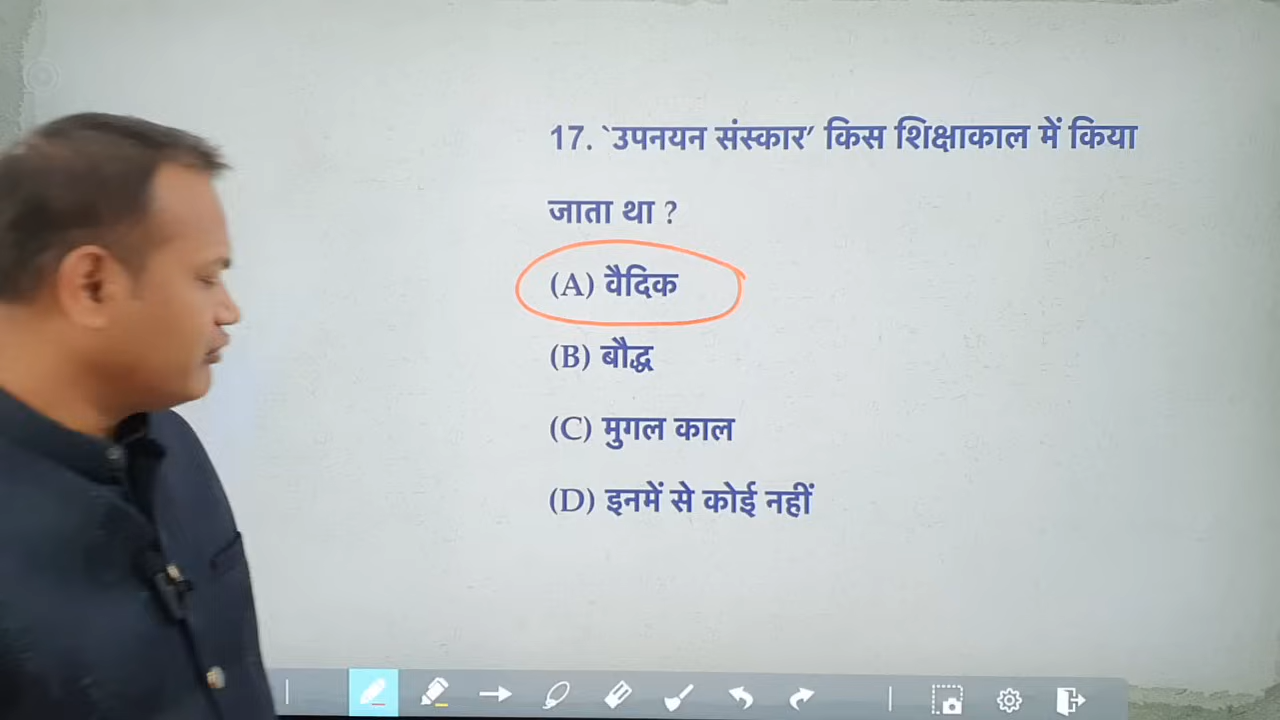 17. `उपनयन संस्कार' किस शिक्षाकाल में किया
जाता था ?
(A) वैदिक
(B) बौद्ध
(C) मुगल काल
(D) इनमें से कोई नहीं